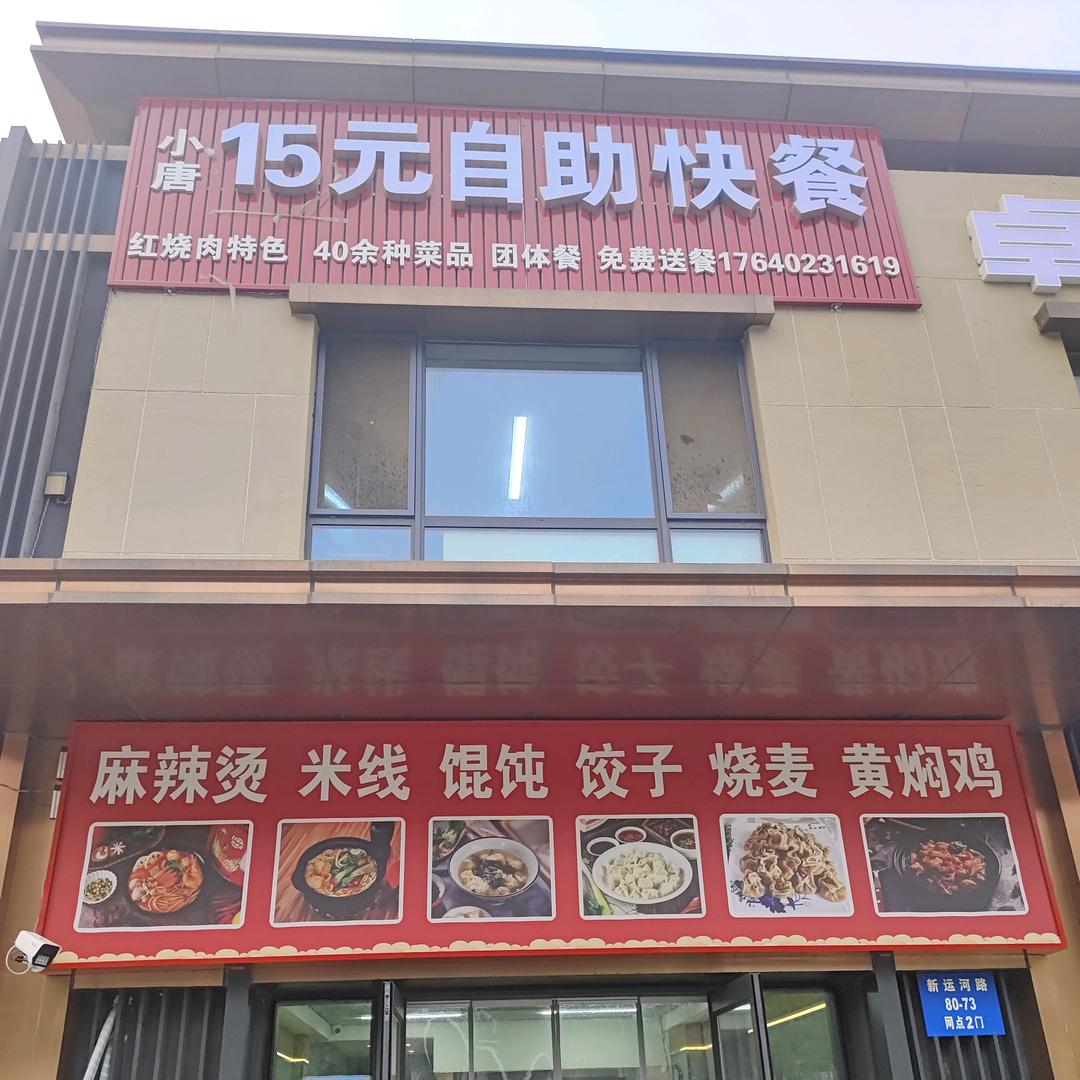 小唐 15元自助快餐
红烧肉特色 40余种菜品 团体餐 免费送餐17640231619
卓
麻辣烫 米线 馄饨 饺子 烧麦 黄焖鸡
新运河路
80-73
网点2门